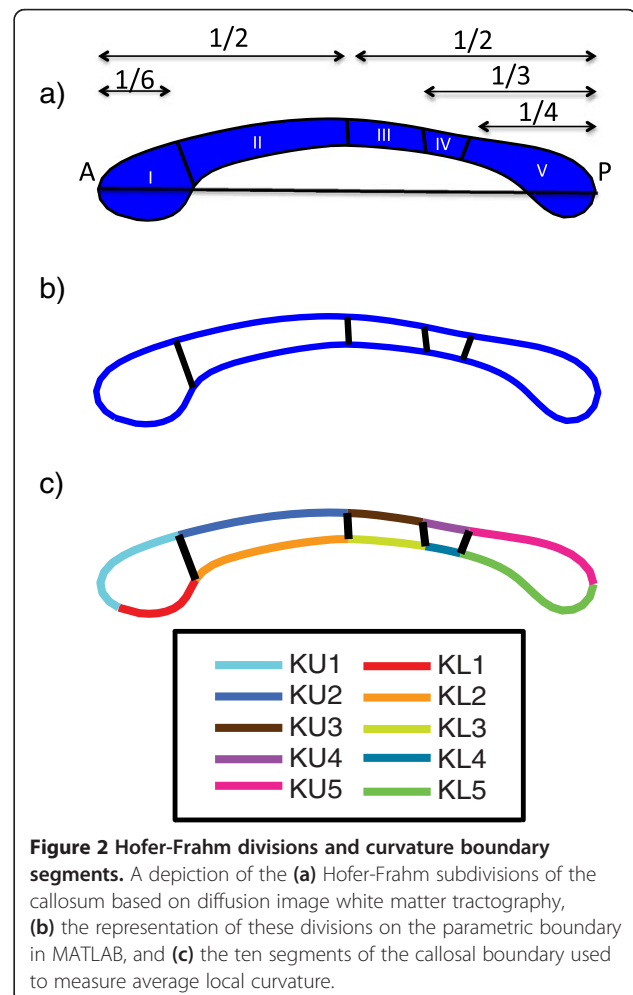 1/2 1/2
1/6 1/3
a)
1/4
A I II III IV V P
b)
c)
KU1 KL1
KU2 KL2
KU3 KL3
KU4 KL4
KU5 KL5
Figure 2 Hofer-Frahm divisions and curvature boundary
segments. A depiction of the (a) Hofer-Frahm subdivisions of the
callosum based on diffusion image white matter tractography,
(b) the representation of these divisions on the parametric boundary
in MATLAB, and (c) the ten segments of the callosal boundary used
to measure average local curvature.